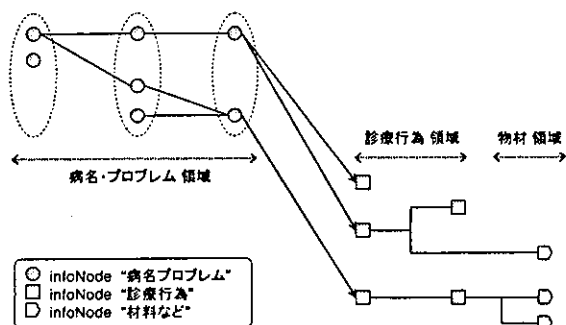 診療行為 領域
物材 領域
病名・プロブレム 領域
infoNode "病名プロブレム"
infoNode "診療行為"
infoNode "材料など"